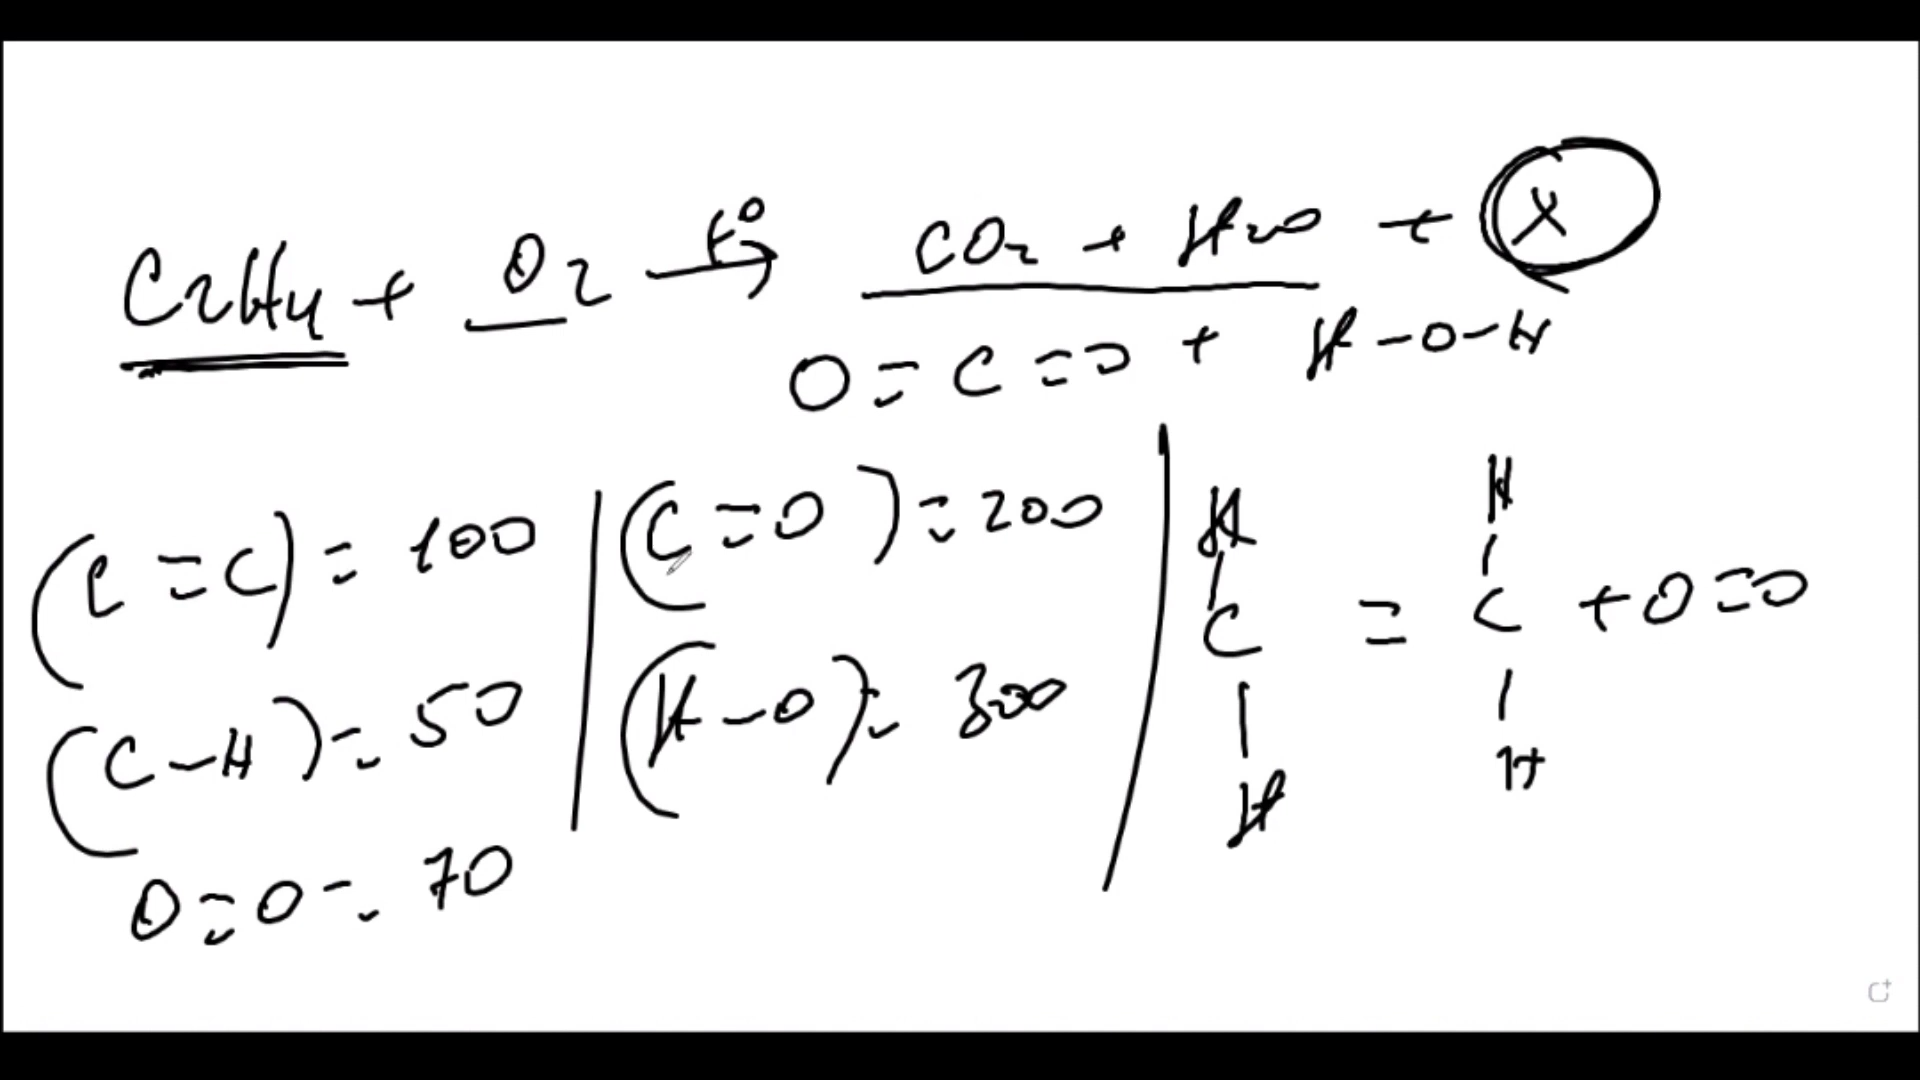 C2H4 + O2 →t° CO2 + H2O + X
O=C=O + H-O-H
(C=C) = 100
(C-H) = 50
O=O = 70
(C=O) = 200
(H-O) = 300
H H
C = C + O=O
H H